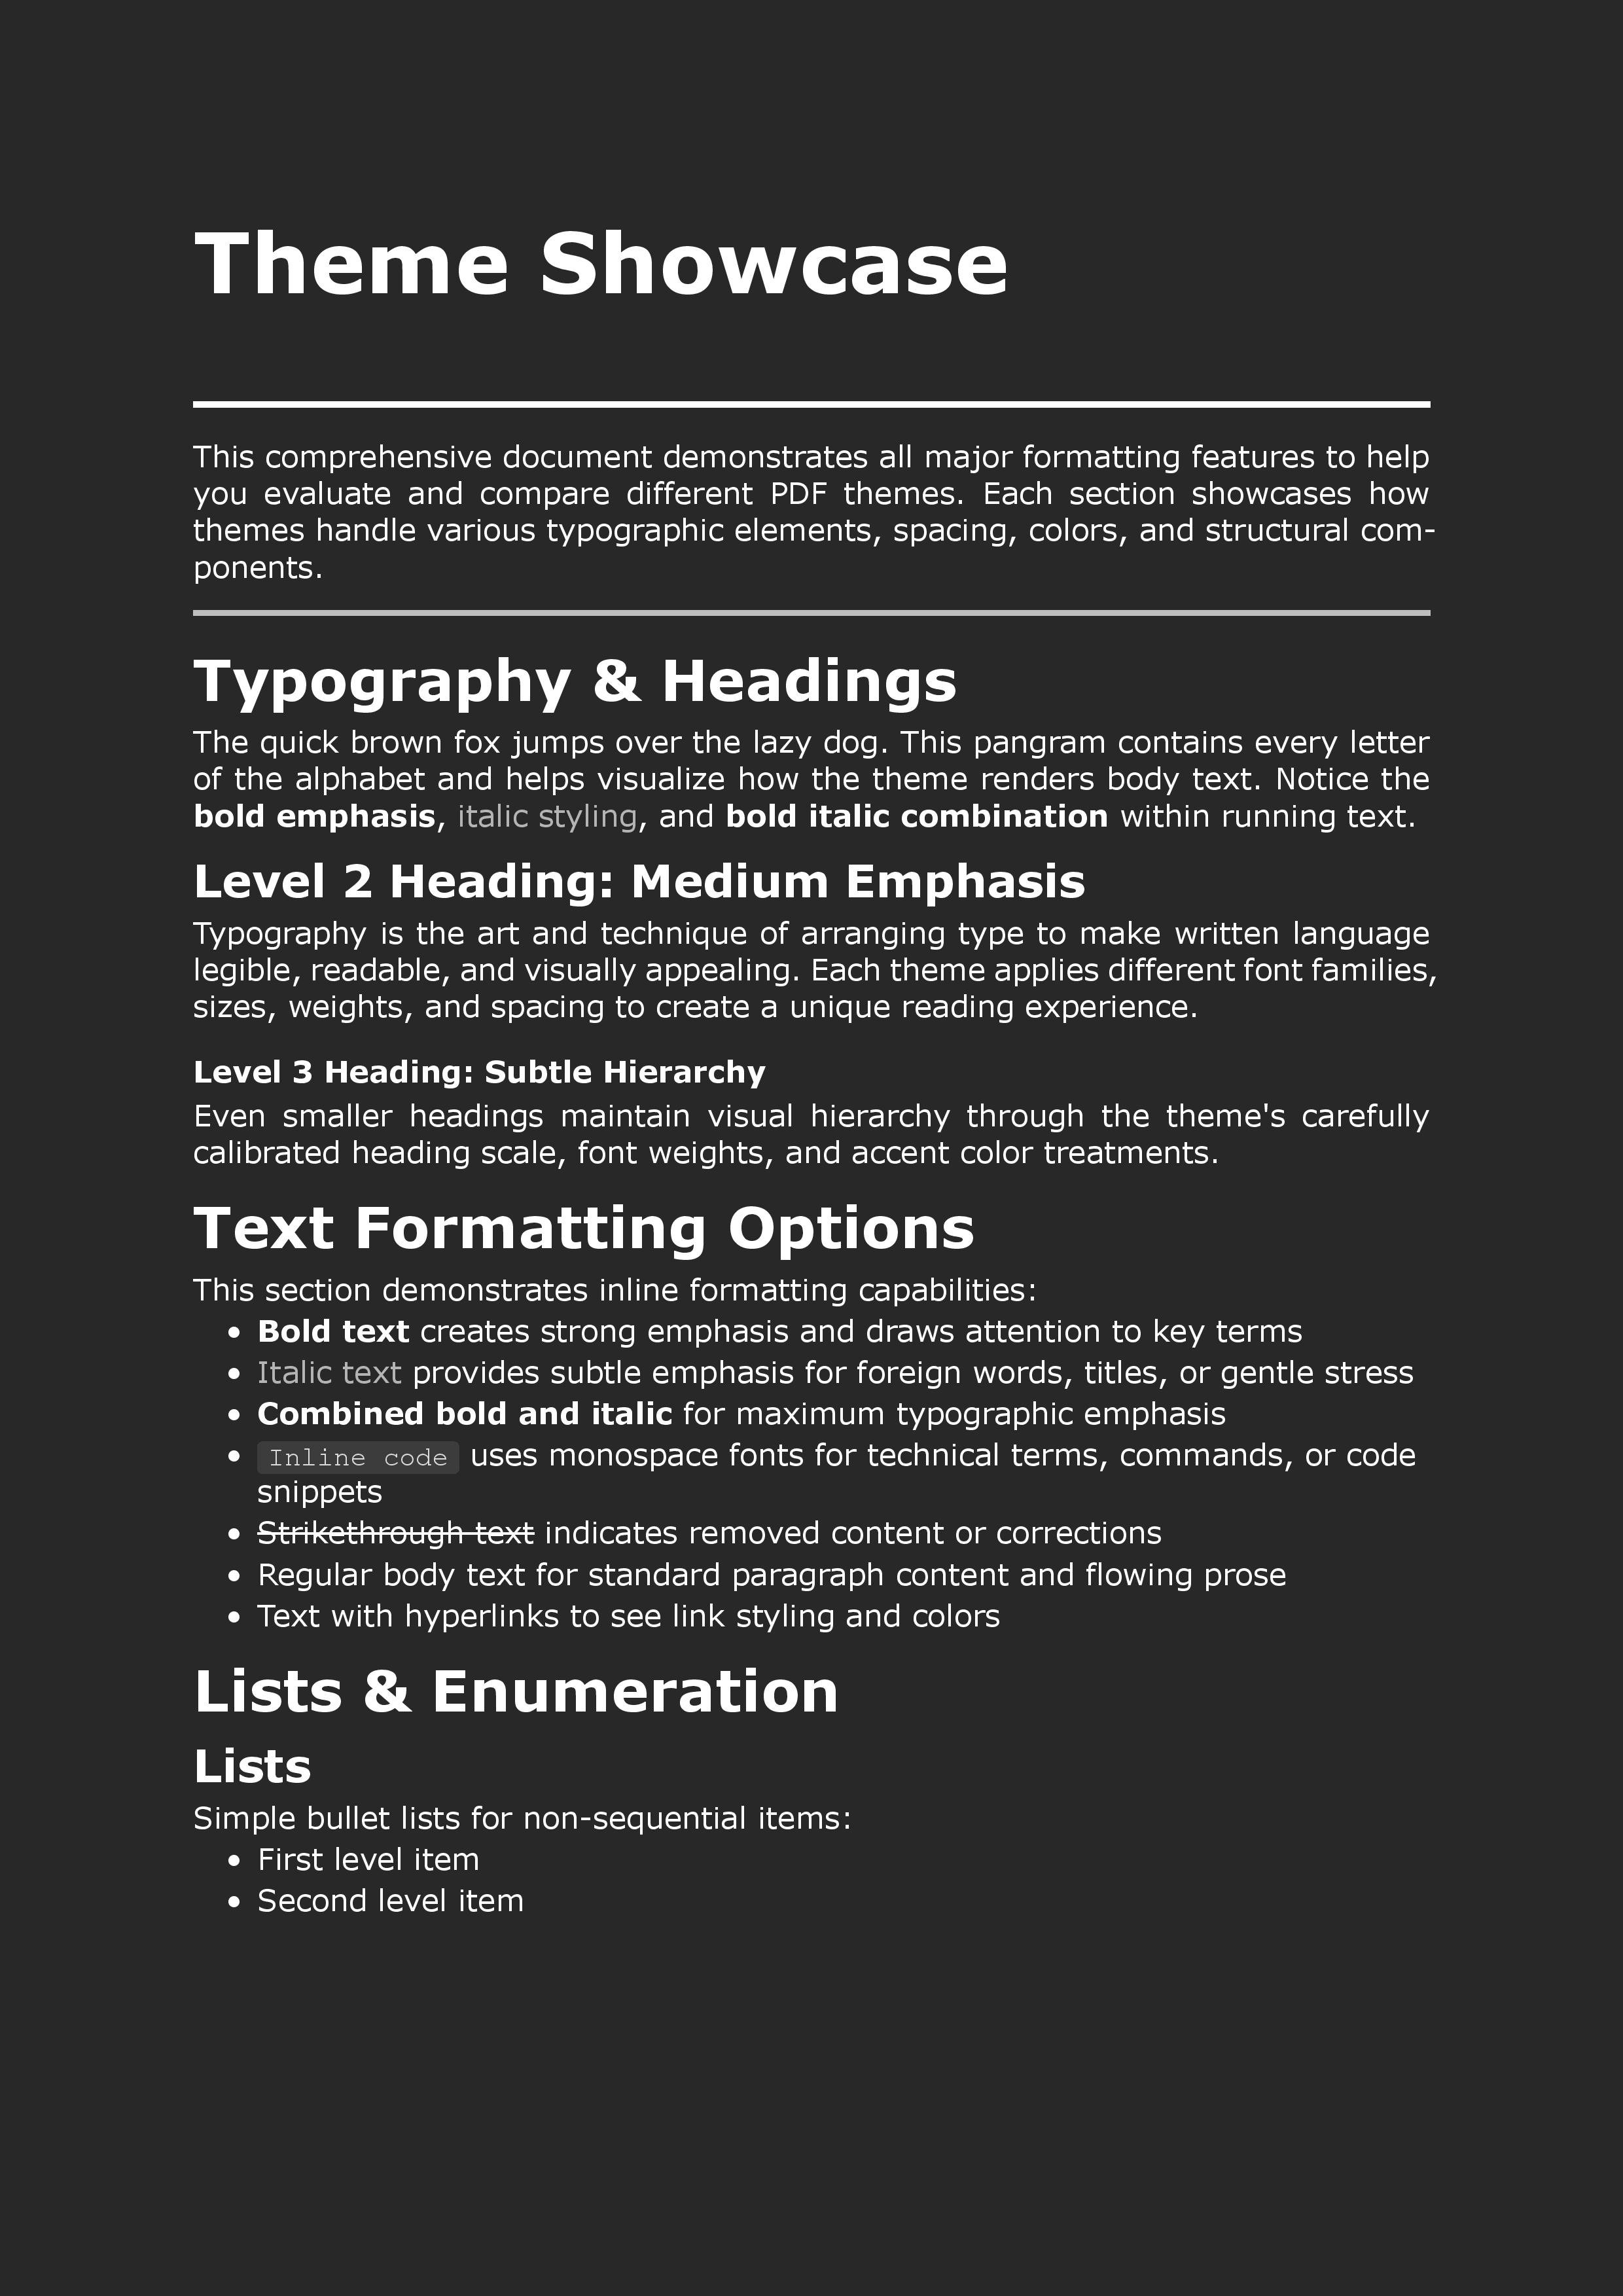 Theme Showcase
This comprehensive document demonstrates all major formatting features to help
you evaluate and compare different PDF themes. Each section showcases how
themes handle various typographic elements, spacing, colors, and structural com-
ponents.
Typography & Headings
The quick brown fox jumps over the lazy dog. This pangram contains every letter
of the alphabet and helps visualize how the theme renders body text. Notice the
bold emphasis, italic styling, and bold italic combination within running text.
Level 2 Heading: Medium Emphasis
Typography is the art and technique of arranging type to make written language
legible, readable, and visually appealing. Each theme applies different font families,
sizes, weights, and spacing to create a unique reading experience.
Level 3 Heading: Subtle Hierarchy
Even smaller headings maintain visual hierarchy through the theme's carefully
calibrated heading scale, font weights, and accent color treatments.
Text Formatting Options
This section demonstrates inline formatting capabilities:
• Bold text creates strong emphasis and draws attention to key terms
• Italic text provides subtle emphasis for foreign words, titles, or gentle stress
• Combined bold and italic for maximum typographic emphasis
• Inline code uses monospace fonts for technical terms, commands, or code
snippets
• Strikethrough text indicates removed content or corrections
• Regular body text for standard paragraph content and flowing prose
• Text with hyperlinks to see link styling and colors
Lists & Enumeration
Lists
Simple bullet lists for non-sequential items:
• First level item
• Second level item